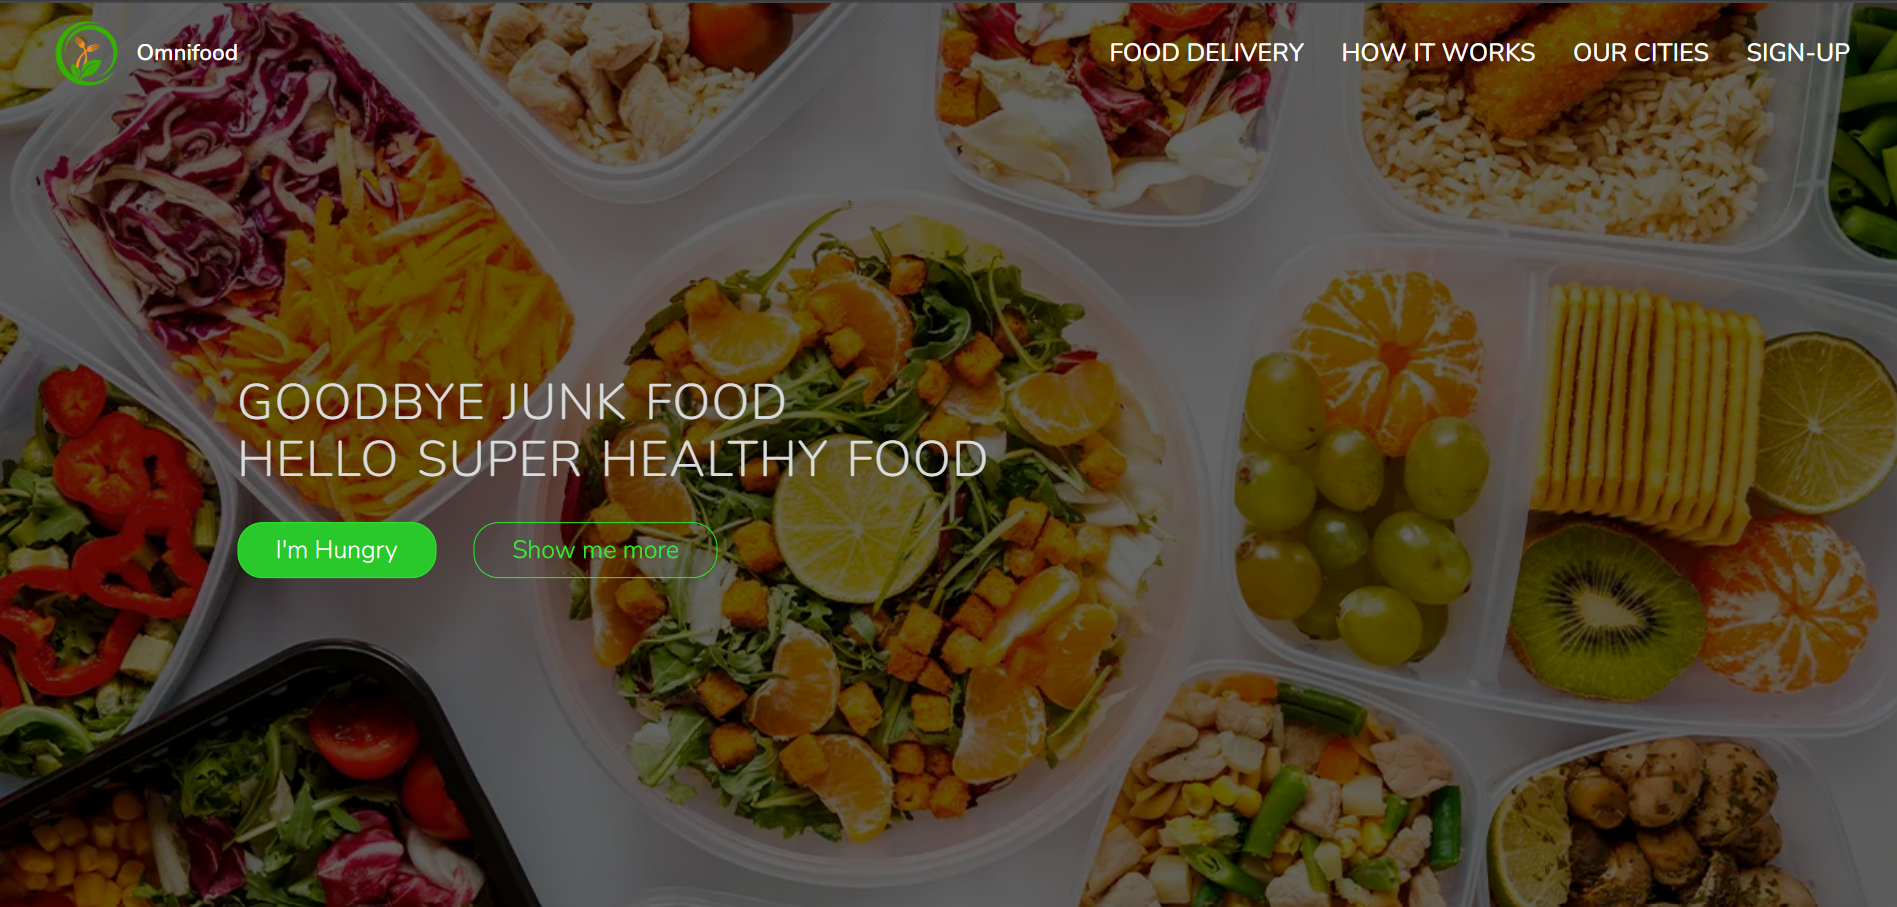 Omnifood
FOOD DELIVERY
HOW IT WORKS
OUR CITIES
SIGN-UP
GOODBYE JUNK FOOD
HELLO SUPER HEALTHY FOOD
I'm Hungry
Show me more